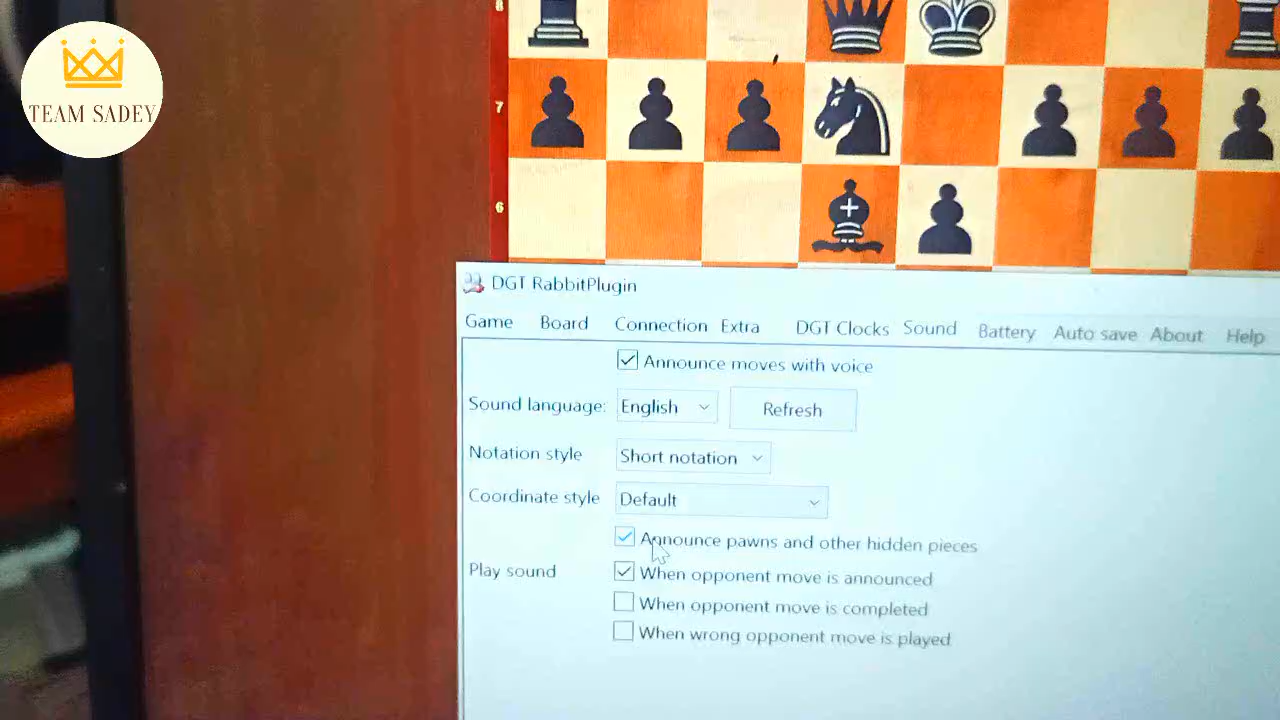 TEAM SADEY
8
7
6
DGT RabbitPlugin
Game Board Connection Extra DGT Clocks Sound Battery Auto save About Help
Announce moves with voice
Sound language: English Refresh
Notation style Short notation
Coordinate style Default
Announce pawns and other hidden pieces
Play sound When opponent move is announced
When opponent move is completed
When wrong opponent move is played